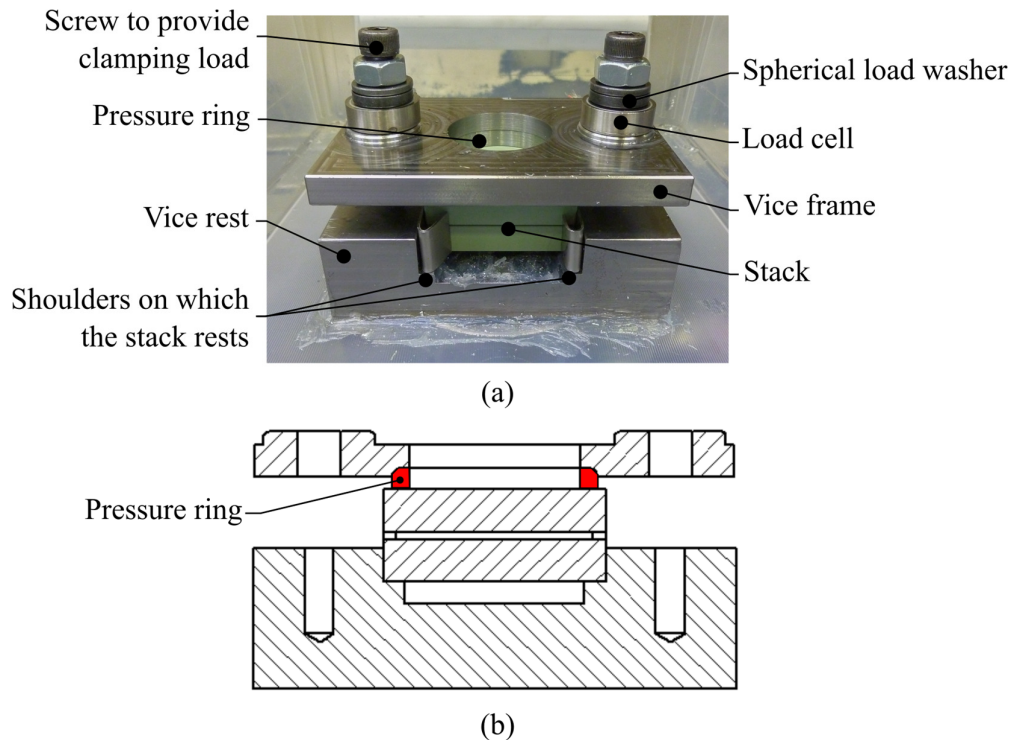 Screw to provide
clamping load
Pressure ring
Vice rest
Shoulders on which
the stack rests
Spherical load washer
Load cell
Vice frame
Stack
(a)
Pressure ring
(b)